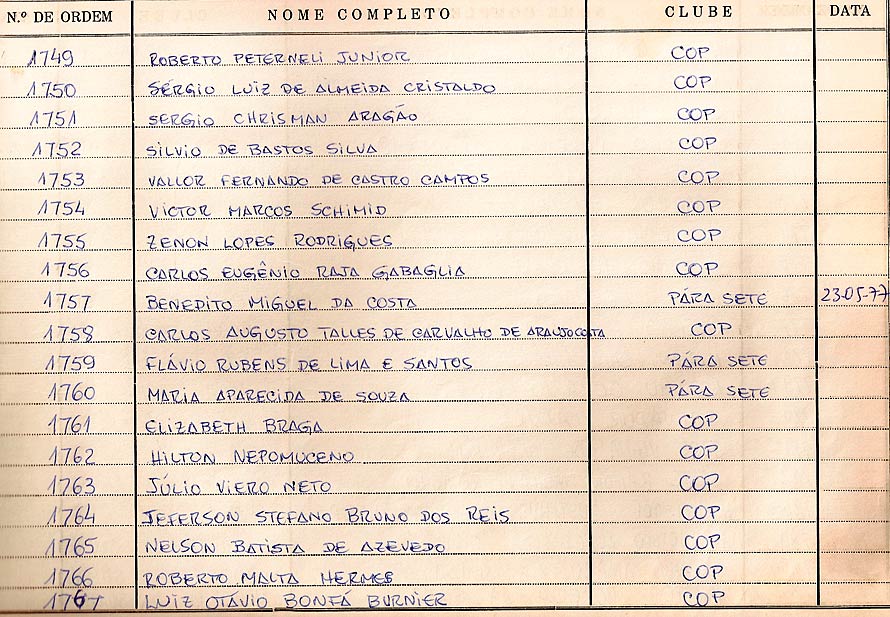 N.º DE ORDEM NOME COMPLETO CLUBE DATA
1749 ROBERTO PETERNELI JUNIOR COP
1750 SÉRGIO LUIZ DE ALMEIDA CRISTALDO COP
1751 SERGIO CHRISMAN ARAGÃO COP
1752 SILVIO DE BASTOS SILVA COP
1753 VALLOR FERNANDO DE CASTRO CAMPOS COP
1754 VICTOR MARCOS SCHIMID COP
1755 ZENON LOPES RODRIGUES COP
1756 CARLOS EUGÊNIO RAJA GABAGLIA COP
1757 BENEDITO MIGUEL DA COSTA PÁRA SETE 23-05-77
1758 CARLOS AUGUSTO TALLES DE CARVALHO DE ARAUJO COSTA COP
1759 FLÁVIO RUBENS DE LIMA E SANTOS PÁRA SETE
1760 MARIA APARECIDA DE SOUZA PÁRA SETE
1761 ELIZABETH BRAGA COP
1762 HILTON NEPOMUCENO COP
1763 JÚLIO VIERO NETO COP
1764 JEFERSON STEFANO BRUNO DOS REIS COP
1765 NELSON BATISTA DE AZEVEDO COP
1766 ROBERTO MALTA HERMES COP
1767 LUIZ OTÁVIO BONFÁ BURNIER COP